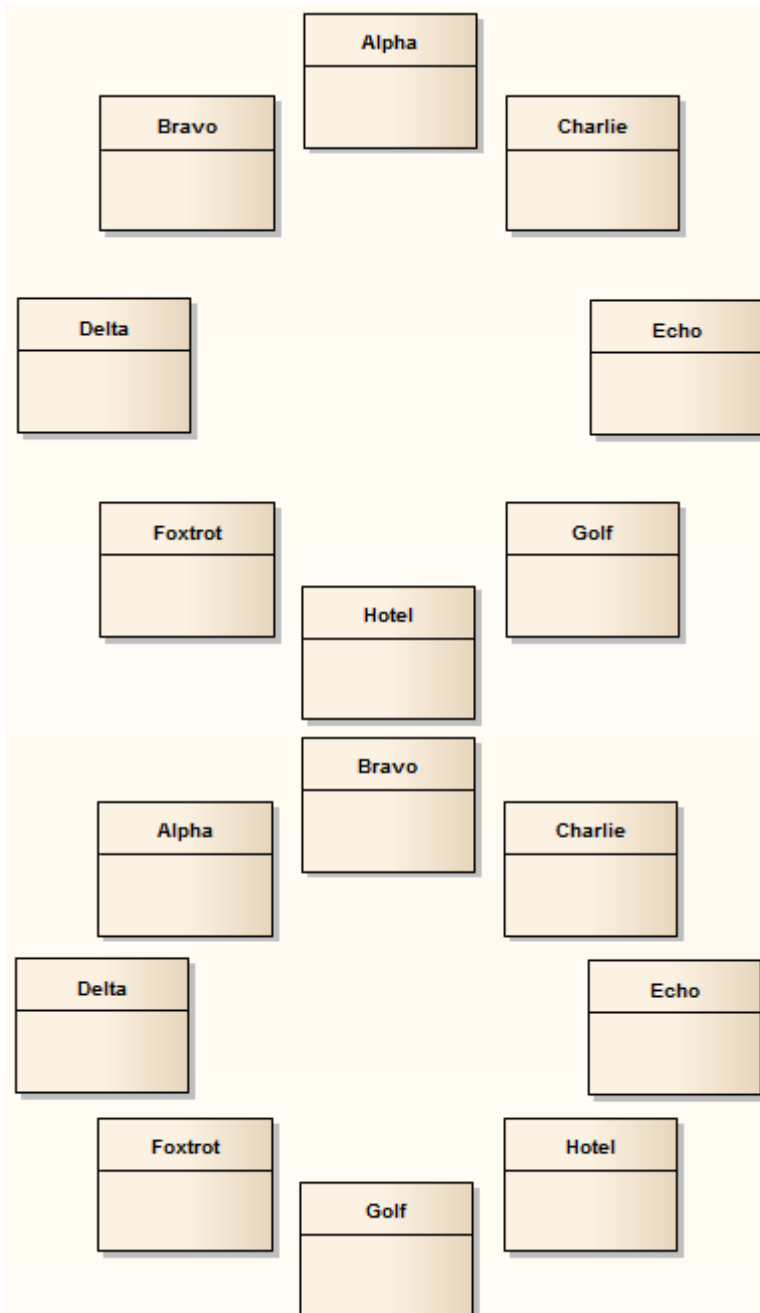 Alpha
Bravo
Charlie
Delta
Echo
Foxtrot
Golf
Hotel
Bravo
Alpha
Charlie
Delta
Echo
Foxtrot
Hotel
Golf